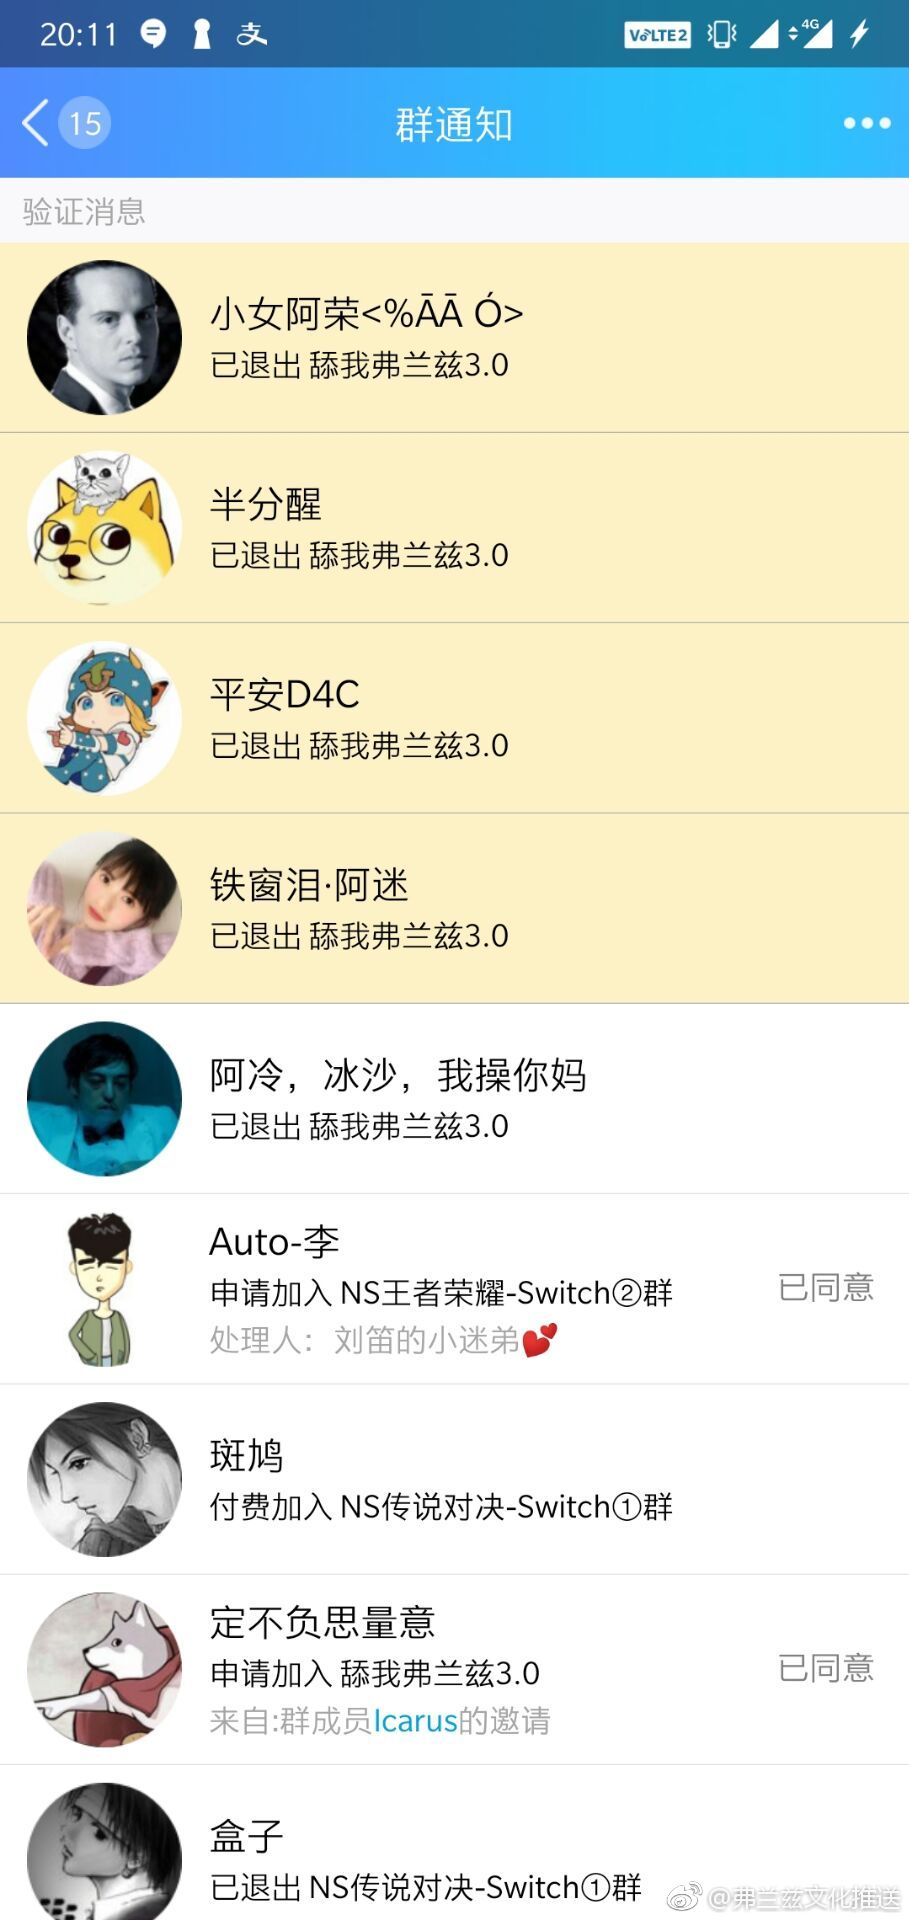 20:11
支
VoLTE2
4G
15
群通知
验证消息
小女阿荣<%ĀĀ Ó>
已退出 舔我弗兰兹3.0
半分醒
已退出 舔我弗兰兹3.0
平安D4C
已退出 舔我弗兰兹3.0
铁窗泪·阿迷
已退出 舔我弗兰兹3.0
阿冷，冰沙，我操你妈
已退出 舔我弗兰兹3.0
Auto-李
申请加入 NS王者荣耀-Switch②群
已同意
处理人：刘笛的小迷弟💕
斑鸠
付费加入 NS传说对决-Switch①群
定不负思量意
申请加入 舔我弗兰兹3.0
已同意
来自:群成员Icarus的邀请
盒子
已退出 NS传说对决-Switch①群
@弗兰兹文化推送